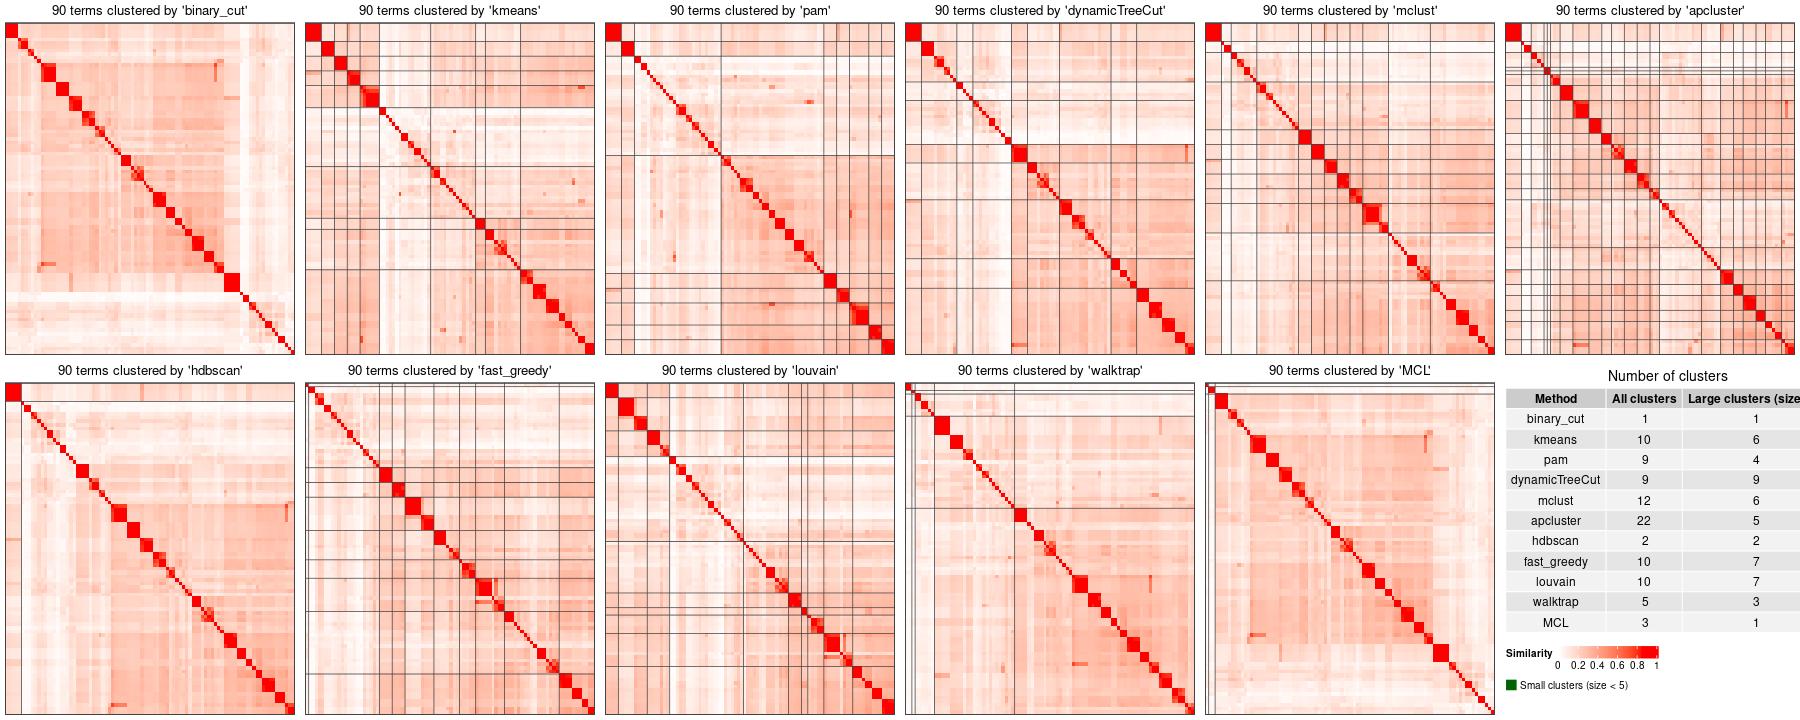 90 terms clustered by 'binary_cut'
90 terms clustered by 'kmeans'
90 terms clustered by 'pam'
90 terms clustered by 'dynamicTreeCut'
90 terms clustered by 'mclust'
90 terms clustered by 'apcluster'
90 terms clustered by 'hdbscan'
90 terms clustered by 'fast_greedy'
90 terms clustered by 'louvain'
90 terms clustered by 'walktrap'
90 terms clustered by 'MCL'
Number of clusters
Method All clusters Large clusters (size
binary_cut 1 1
kmeans 10 6
pam 9 4
dynamicTreeCut 9 9
mclust 12 6
apcluster 22 5
hdbscan 2 2
fast_greedy 10 7
louvain 10 7
walktrap 5 3
MCL 3 1
Similarity
0 0.2 0.4 0.6 0.8 1
Small clusters (size < 5)